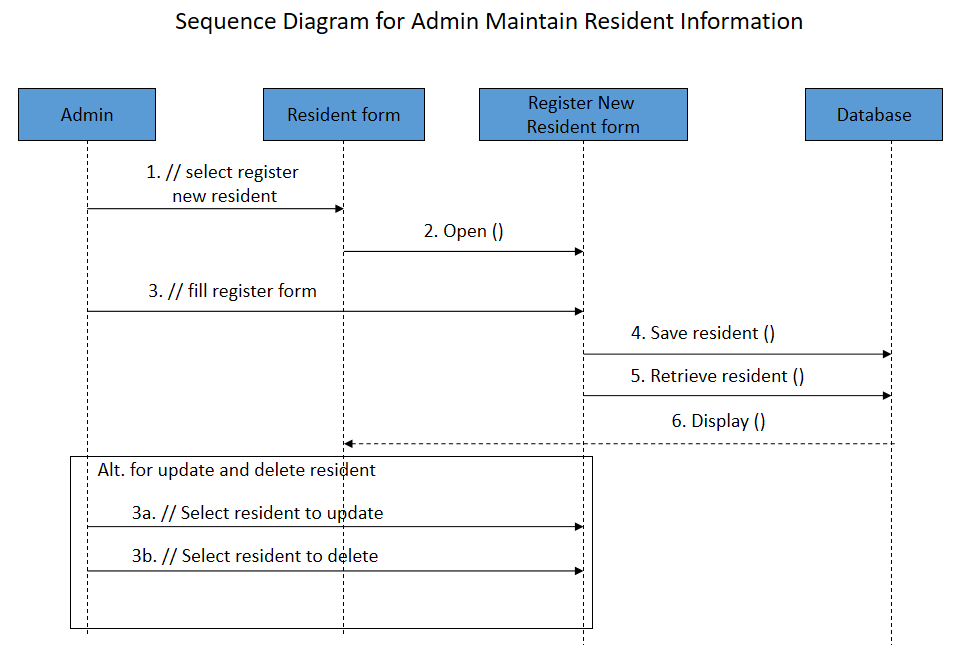 Sequence Diagram for Admin Maintain Resident Information
Admin
Resident form
Register New
Resident form
Database
1. // select register
new resident
2. Open ()
3. // fill register form
4. Save resident ()
5. Retrieve resident ()
6. Display ()
Alt. for update and delete resident
3a. // Select resident to update
3b. // Select resident to delete